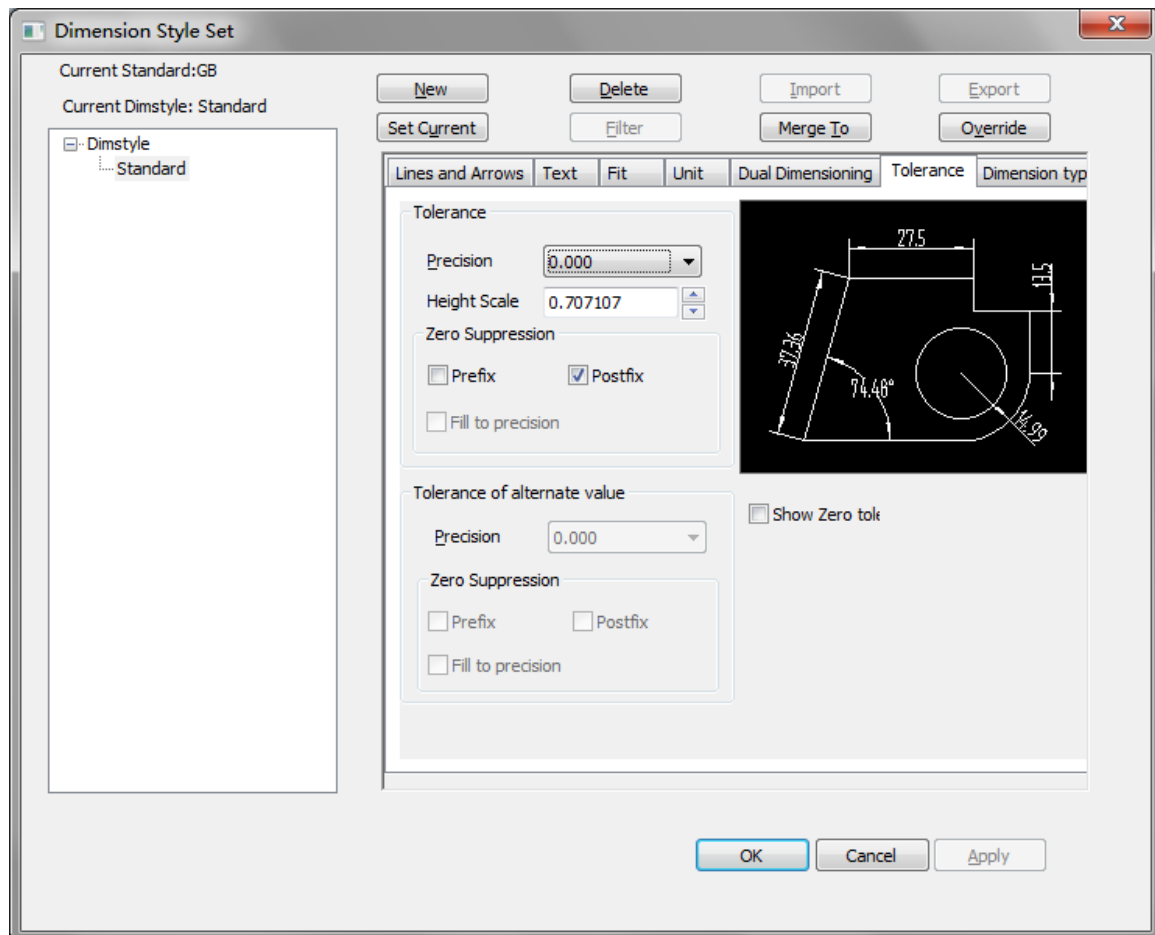 Dimension Style Set
Current Standard:GB
Current Dimstyle: Standard
New Delete Import Export
Set Current Filter Merge To Override
Dimstyle
Standard
Lines and Arrows Text Fit Unit Dual Dimensioning Tolerance Dimension typ
Tolerance
Precision 0.000
Height Scale 0.707107
Zero Suppression
Prefix Postfix
Fill to precision
27.5
13.5
37.36
74.46°
14.99
Tolerance of alternate value
Precision 0.000
Zero Suppression
Prefix Postfix
Fill to precision
Show Zero tole
OK Cancel Apply